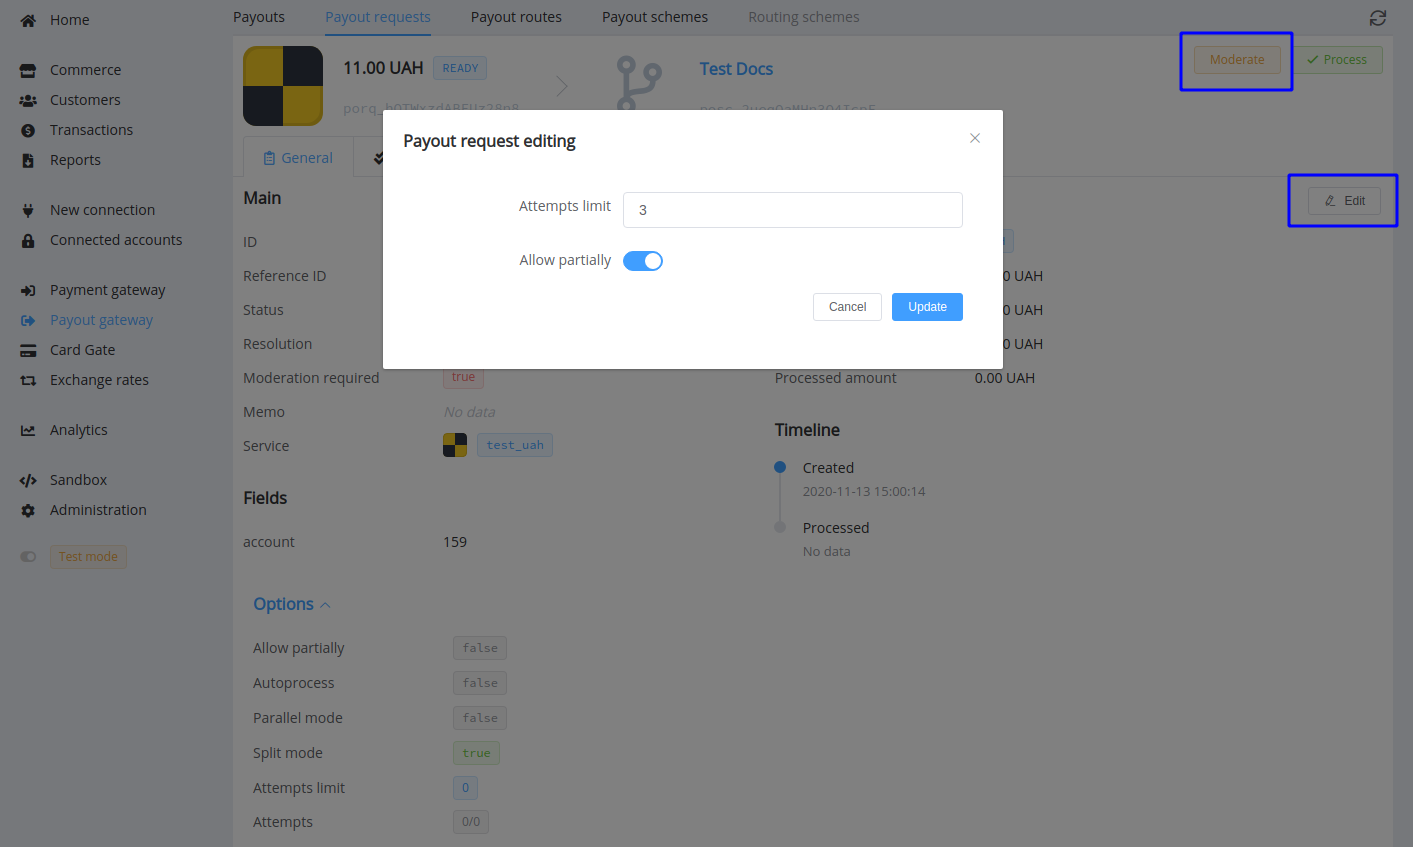 Home
Commerce
Customers
Transactions
Reports
New connection
Connected accounts
Payment gateway
Payout gateway
Card Gate
Exchange rates
Analytics
Sandbox
Administration
Test mode
Payouts
Payout requests
Payout routes
Payout schemes
Routing schemes
11.00 UAH
READY
Test Docs
Moderate
Process
General
Edit
Payout request editing
Attempts limit
3
Allow partially
Cancel
Update
Main
ID
Reference ID
Status
Resolution
Moderation required
true
Memo
No data
Service
test_uah
0 UAH
0 UAH
0 UAH
Processed amount
0.00 UAH
Timeline
Created
2020-11-13 15:00:14
Processed
No data
Fields
account
159
Options
Allow partially
false
Autoprocess
false
Parallel mode
false
Split mode
true
Attempts limit
0
Attempts
0/0